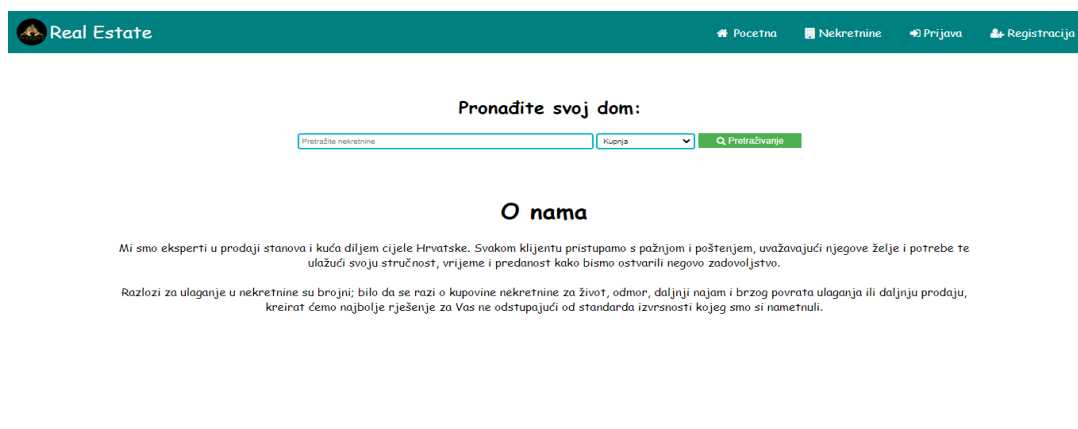 Real Estate
Pocetna
Nekretnine
Prijava
Registracija
Pronađite svoj dom:
Pretražite nekretnine
Kupnja
Pretraživanje
O nama
Mi smo eksperti u prodaji stanova i kuća diljem cijele Hrvatske. Svakom klijentu pristupamo s pažnjom i poštenjem, uvažavajući njegove želje i potrebe te
ulažući svoju stručnost, vrijeme i predanost kako bismo ostvarili negovo zadovoljstvo.
Razlozi za ulaganje u nekretnine su brojni; bilo da se razi o kupovine nekretnine za život, odmor, daljnji najam i brzog povrata ulaganja ili daljnju prodaju,
kreirat ćemo najbolje rješenje za Vas ne odstupajući od standarda izvrsnosti kojeg smo si nametnuli.